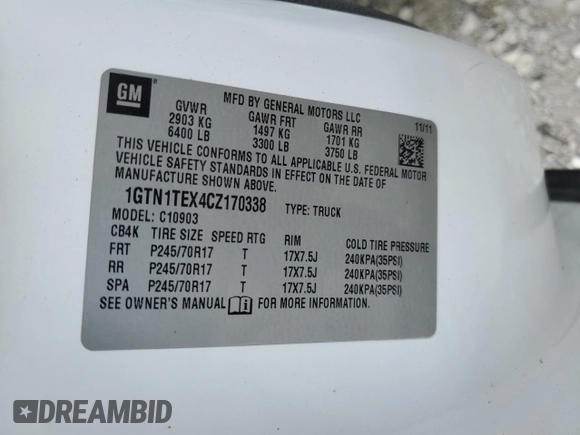 GM
MFD BY GENERAL MOTORS LLC
GVWR GAWR FRT GAWR RR 11/11
2903 KG 1497 KG 1701 KG
6400 LB 3300 LB 3750 LB
THIS VEHICLE CONFORMS TO ALL APPLICABLE U.S. FEDERAL MOTOR
VEHICLE SAFETY STANDARDS IN EFFECT ON THE DATE OF
MANUFACTURE SHOWN ABOVE.
1GTN1TEX4CZ170338 TYPE: TRUCK
MODEL: C10903
CB4K TIRE SIZE SPEED RTG RIM COLD TIRE PRESSURE
FRT P245/70R17 T 17X7.5J 240KPA(35PSI)
RR P245/70R17 T 17X7.5J 240KPA(35PSI)
SPA P245/70R17 T 17X7.5J 240KPA(35PSI)
SEE OWNER'S MANUAL FOR MORE INFORMATION.
DREAMBID